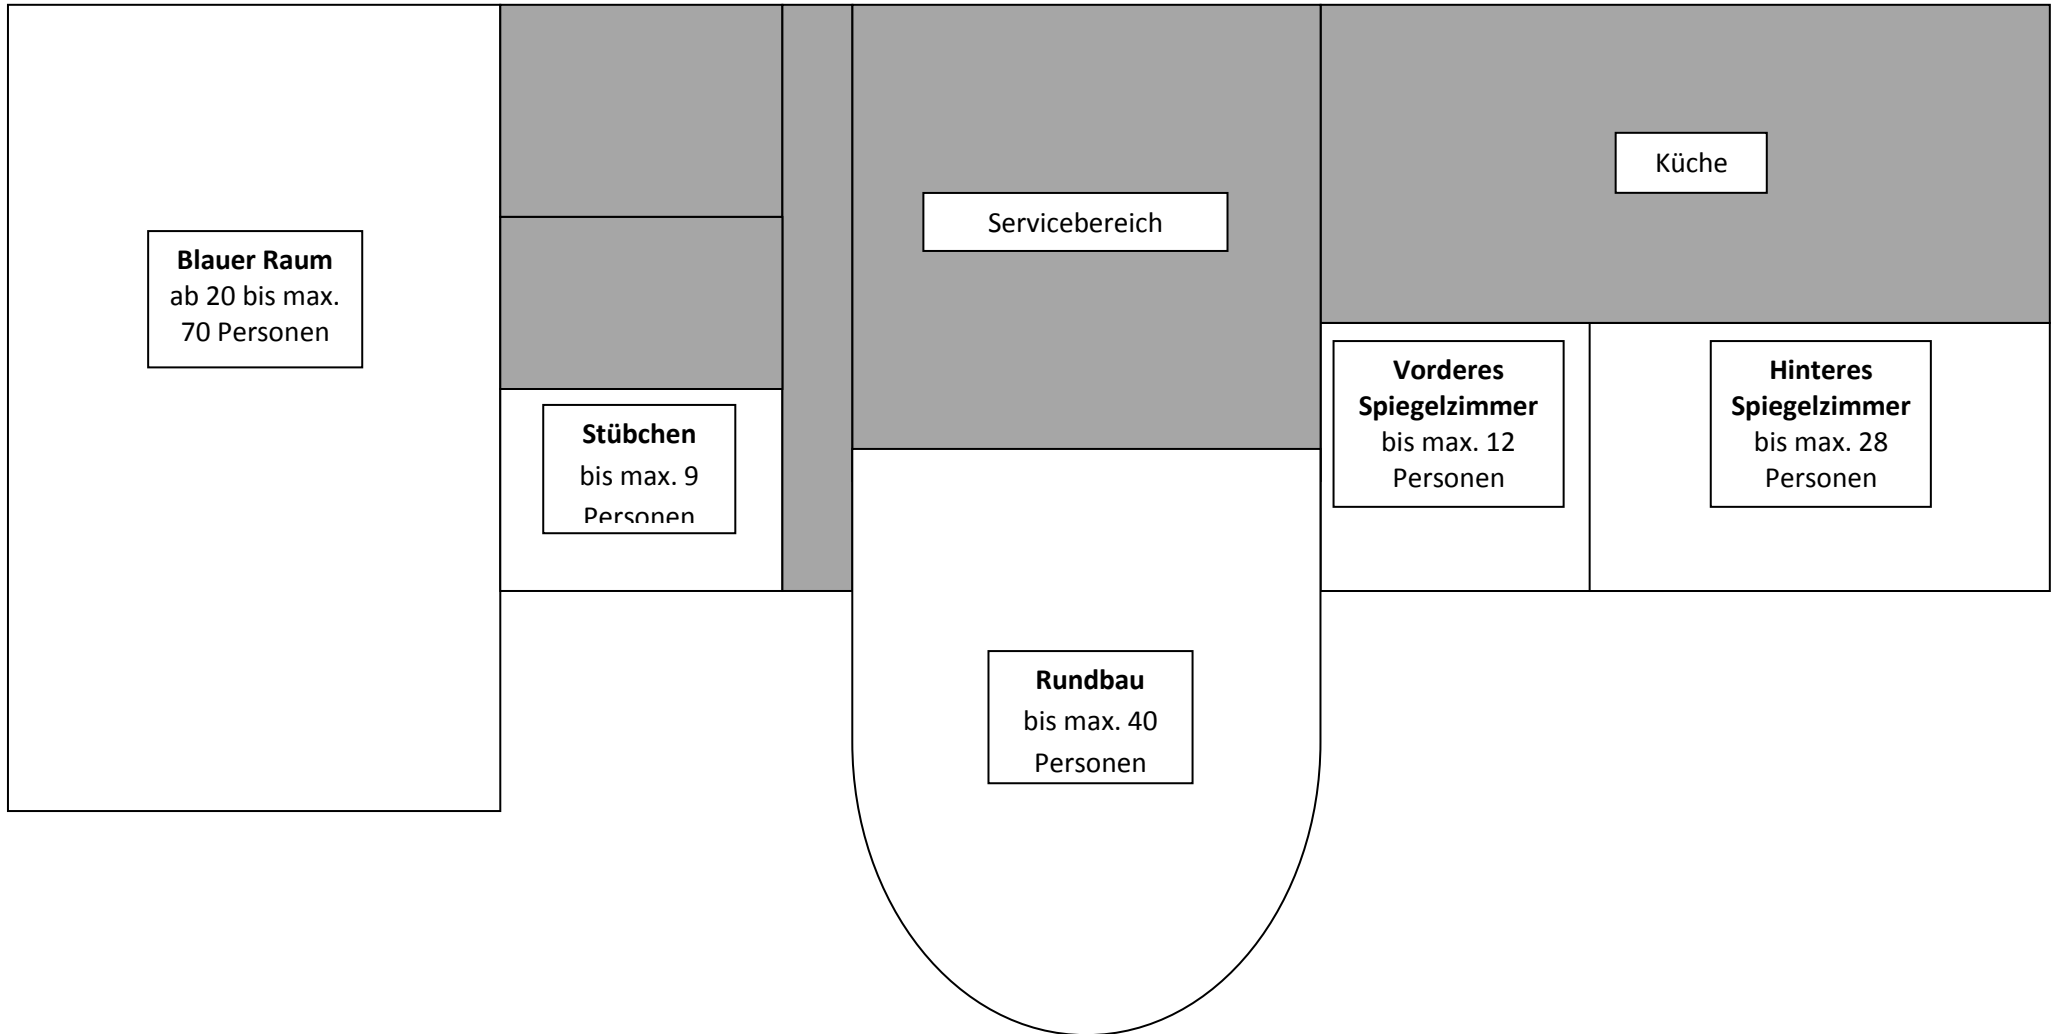 Blauer Raum
ab 20 bis max.
70 Personen
Stübchen
bis max. 9
Personen
Servicebereich
Rundbau
bis max. 40
Personen
Küche
Vorderes
Spiegelzimmer
bis max. 12
Personen
Hinteres
Spiegelzimmer
bis max. 28
Personen